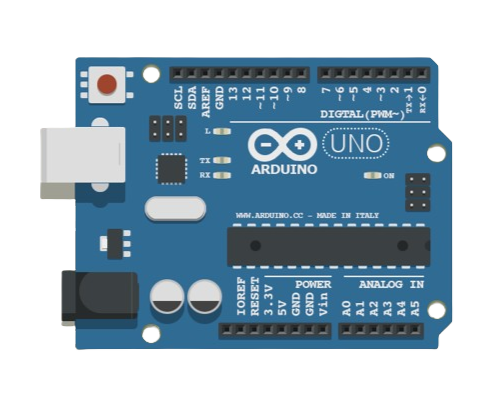 SCL
SDA
AREF
GND
13
12
~11
~10
~9
8
7
~6
~5
4
~3
2
TX→1
RX←0
DIGTAL(PWM~)
L
TX
RX
ARDUINO
UNO
ON
WWW.ARDUINO.CC - MADE IN ITALY
POWER
ANALOG IN
IOREF
RESET
3.3V
5V
GND
GND
Vin
A0
A1
A2
A3
A4
A5